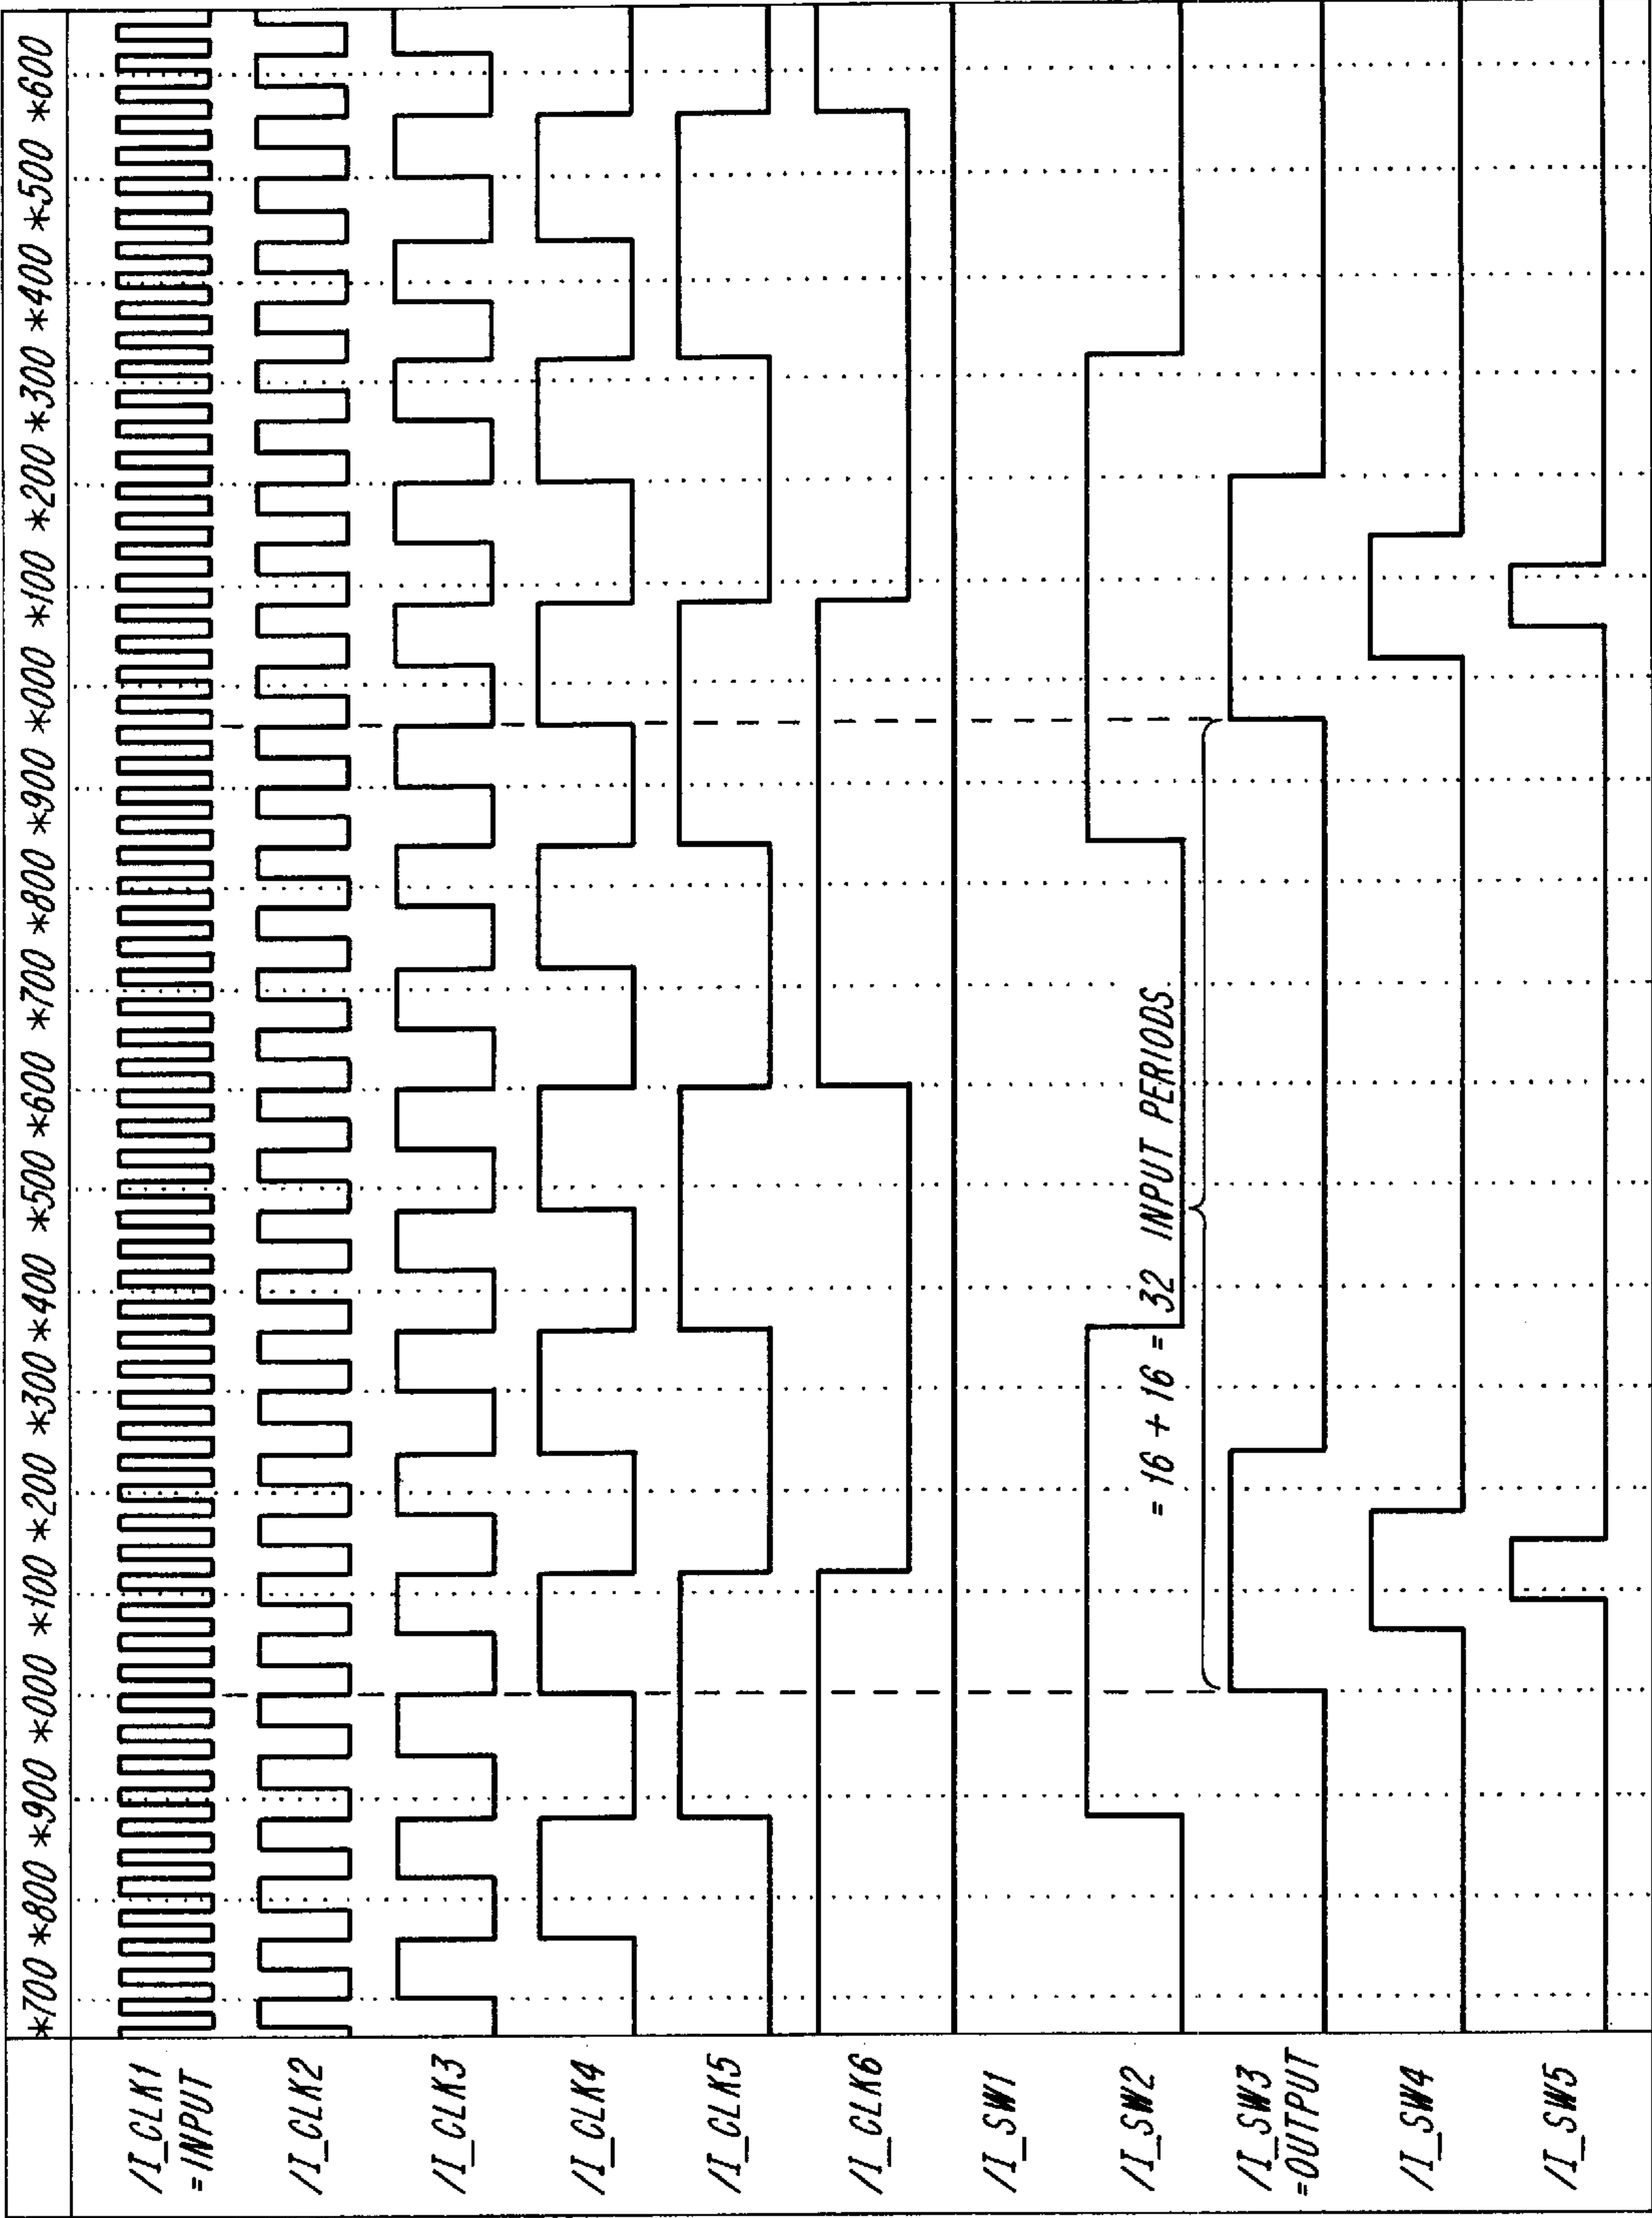 *700 *800 *900 *000 *100 *200 *300 *400 *500 *600 *700 *800 *900 *000 *100 *200 *300 *400 *500 *600
/I_CLK1
=INPUT
/I_CLK2
/I_CLK3
/I_CLK4
/I_CLK5
/I_CLK6
/I_SW1
/I_SW2
= 16 + 16 = 32 INPUT PERIODS.
/I_SW3
=OUTPUT
/I_SW4
/I_SW5